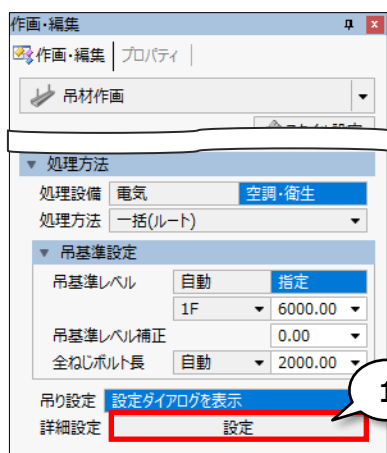 作画・編集
作画・編集 プロパティ
吊材作画
処理方法
処理設備 電気 空調・衛生
処理方法 一括(ルート)
吊基準設定
吊基準レベル 自動 指定
1F 6000.00
吊基準レベル補正 0.00
全ねじボルト長 自動 2000.00
吊り設定 設定ダイアログを表示
詳細設定 設定
1